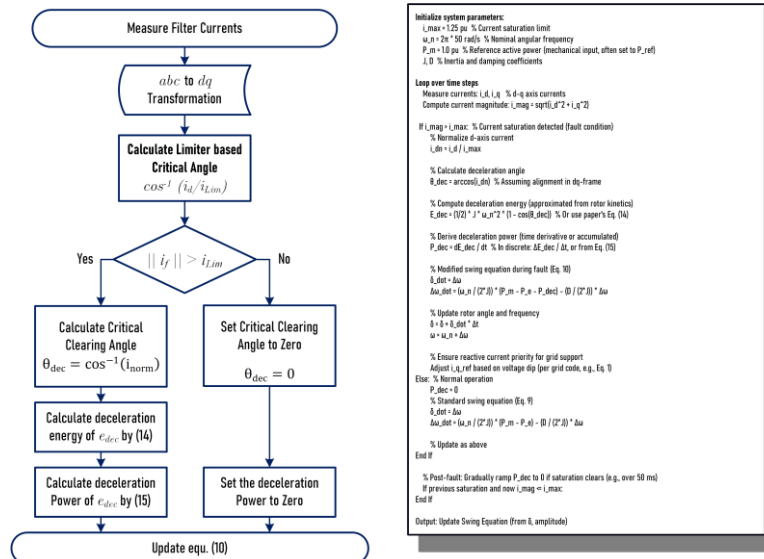 Measure Filter Currents
abc to dq
Transformation
Calculate Limiter based
Critical Angle
cos⁻¹ (i_d/i_Lim)
Yes
|| i_f || > i_Lim
No
Calculate Critical
Clearing Angle
θ_dec = cos⁻¹(i_norm)
Set Critical Clearing
Angle to Zero
θ_dec = 0
Calculate deceleration
energy of e_dec by (14)
Calculate deceleration
Power of e_dec by (15)
Set the deceleration
Power to Zero
Update equ. (10)
Initialize system parameters:
i_max = 1.25 pu % Current saturation limit
ω_n = 2π * 50 rad/s % Nominal angular frequency
P_m = 1.0 pu % Reference active power (mechanical input, often set to P_ref)
J, D % Inertia and damping coefficients
Loop over time steps
Measure currents: i_d, i_q % d-q axis currents
Compute current magnitude: i_mag = sqrt(i_d^2 + i_q^2)
If i_mag > i_max: % Current saturation detected (fault condition)
% Normalize d-axis current
i_dn = i_d / i_max
% Calculate deceleration angle
θ_dec = arccos(i_dn) % Assuming alignment in dq-frame
% Compute deceleration energy (approximated from rotor kinetics)
E_dec = (1/2) * J * ω_n^2 * (1 - cos(θ_dec)) % Or use paper's Eq. (14)
% Derive deceleration power (time derivative or accumulated)
P_dec = dE_dec / dt % In discrete: ΔE_dec / Δt, or from Eq. (15)
% Modified swing equation during fault (Eq. 10)
δ_dot = Δω
Δω_dot = (ω_n / (2*J)) * (P_m - P_e - P_dec) - (D / (2*J)) * Δω
% Update rotor angle and frequency
δ = δ + δ_dot * Δt
ω = ω_n + Δω
% Ensure reactive current priority for grid support
Adjust i_q_ref based on voltage dip (per grid code, e.g., Eq. 1)
Else: % Normal operation
P_dec = 0
% Standard swing equation (Eq. 9)
δ_dot = Δω
Δω_dot = (ω_n / (2*J)) * (P_m - P_e) - (D / (2*J)) * Δω
% Update as above
End If
% Post-fault: Gradually ramp P_dec to 0 if saturation clears (e.g., over 50 ms)
If previous saturation and now i_mag <= i_max:
End If
Output: Update Swing Equation (from δ, amplitude)